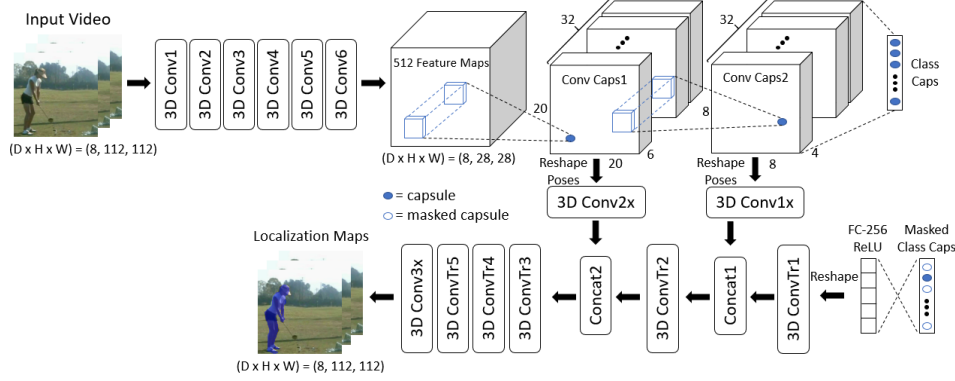 Input Video
(D x H x W) = (8, 112, 112)
3D Conv1
3D Conv2
3D Conv3
3D Conv4
3D Conv5
3D Conv6
512 Feature Maps
(D x H x W) = (8, 28, 28)
32
Conv Caps1
20
20
6
32
Conv Caps2
8
8
4
Class
Caps
Reshape
Poses
Reshape
Poses
= capsule
= masked capsule
3D Conv2x
3D Conv1x
FC-256
ReLU
Masked
Class Caps
Reshape
3D ConvTr1
Concat1
3D ConvTr2
Concat2
3D ConvTr3
3D ConvTr4
3D ConvTr5
3D Conv3x
Localization Maps
(D x H x W) = (8, 112, 112)